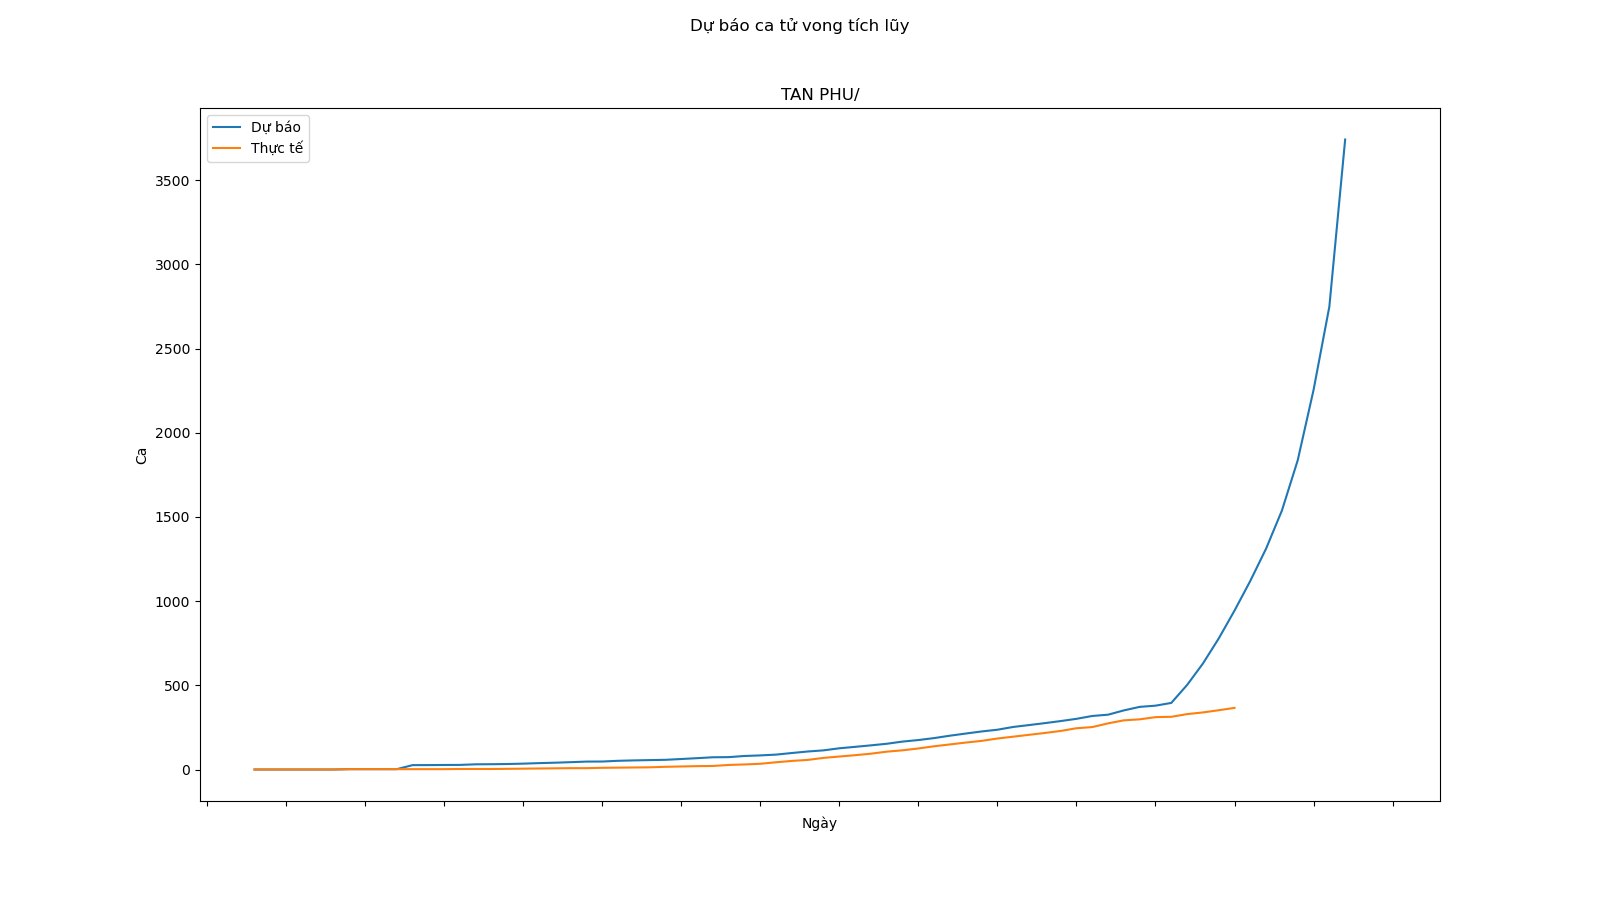 Dự báo ca tử vong tích lũy
TAN PHU/
Dự báo
Thực tế
3500
3000
2500
2000
1500
1000
500
0
Ca
Ngày